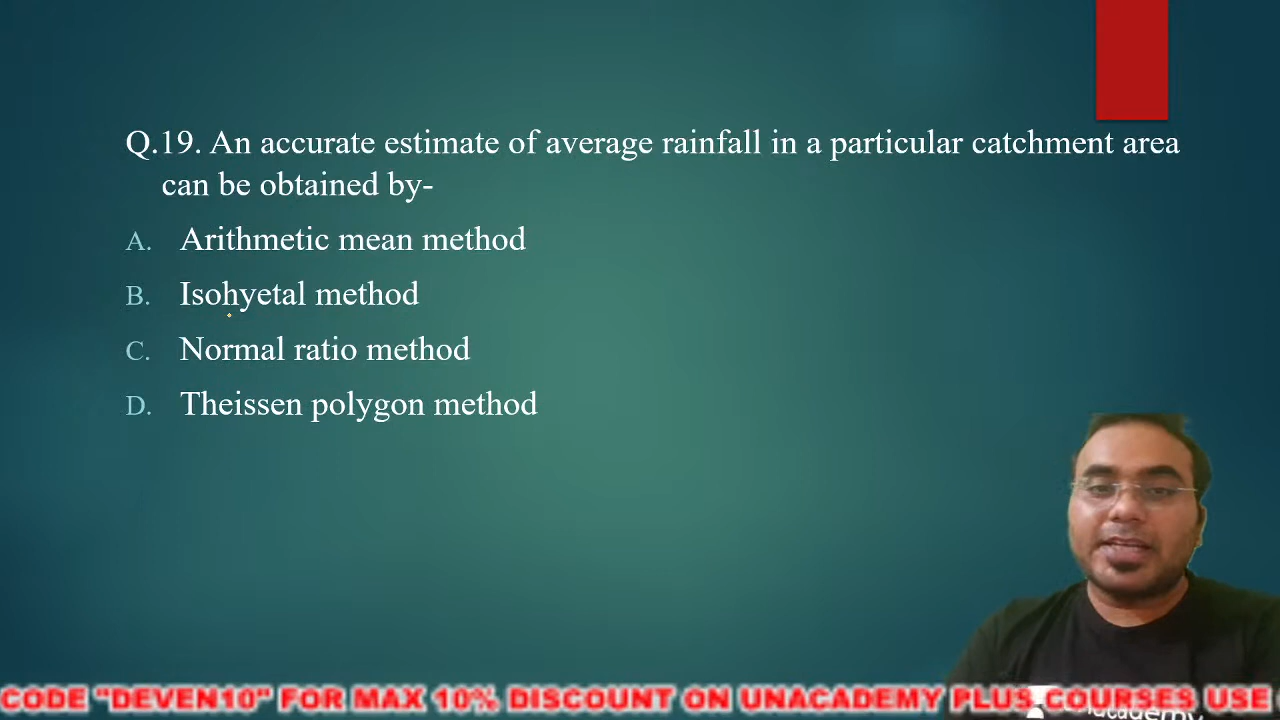 Q.19. An accurate estimate of average rainfall in a particular catchment area
can be obtained by-
A. Arithmetic mean method
B. Isohyetal method
C. Normal ratio method
D. Theissen polygon method
CODE "DEVEN10" FOR MAX 10% DISCOUNT ON UNACADEMY PLUS COURSES USE